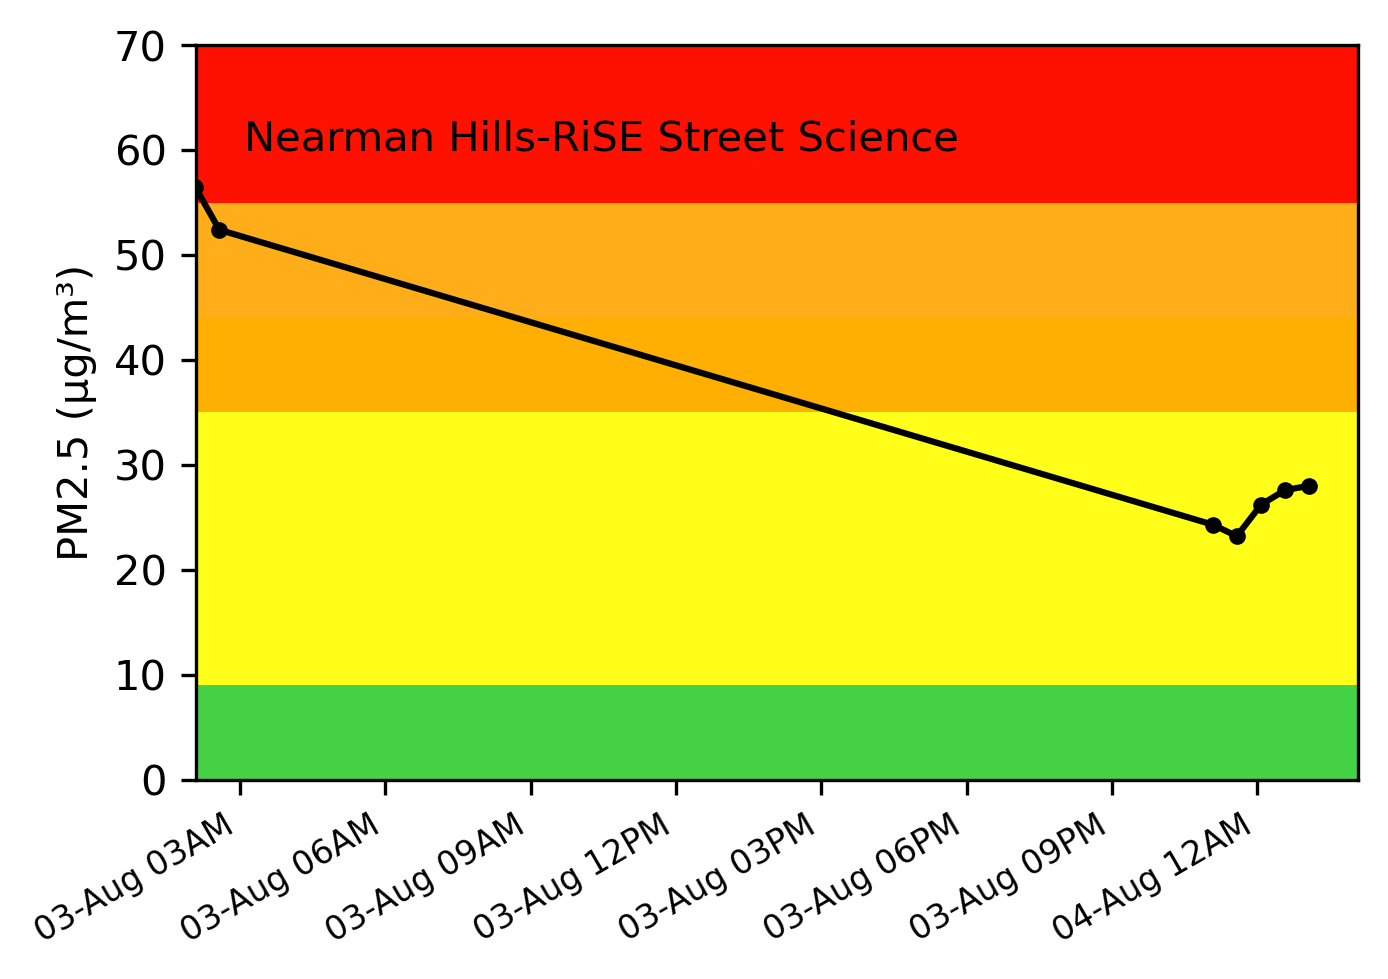 70
Nearman Hills-RiSE Street Science
60
50
40
30
20
10
0
PM2.5 (μg/m³)
03-Aug 03AM
03-Aug 06AM
03-Aug 09AM
03-Aug 12PM
03-Aug 03PM
03-Aug 06PM
03-Aug 09PM
04-Aug 12AM